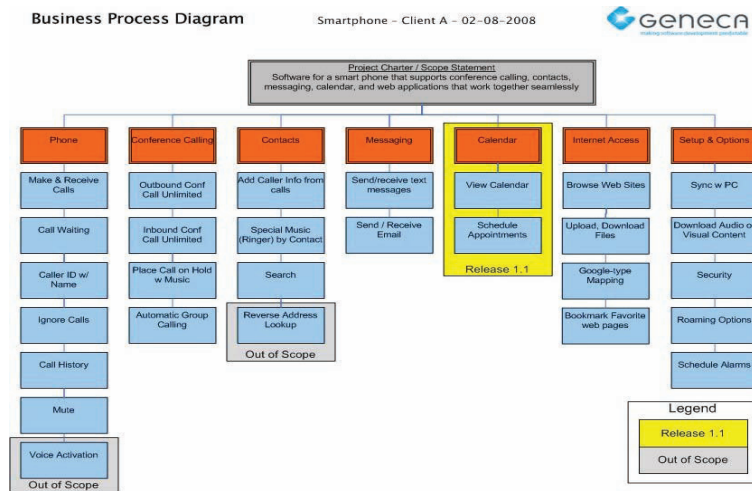 Business Process Diagram
Smartphone - Client A - 02-08-2008
GENECA
making software development predictable
Project Charter / Scope Statement
Software for a smart phone that supports conference calling, contacts,
messaging, calendar, and web applications that work together seamlessly
Phone
Conference Calling
Contacts
Messaging
Calendar
Internet Access
Setup & Options
Make & Receive
Calls
Outbound Conf
Call Unlimited
Add Caller Info from
calls
Send/receive text
messages
View Calendar
Browse Web Sites
Sync w PC
Call Waiting
Inbound Conf
Call Unlimited
Special Music
(Ringer) by Contact
Send / Receive
Email
Schedule
Appointments
Upload, Download
Files
Download Audio o
Visual Content
Release 1.1
Caller ID w/
Name
Place Call on Hold
w Music
Search
Google-type
Mapping
Security
Ignore Calls
Automatic Group
Calling
Reverse Address
Lookup
Out of Scope
Bookmark Favorite
web pages
Roaming Options
Call History
Schedule Alarms
Mute
Voice Activation
Out of Scope
Legend
Release 1.1
Out of Scope